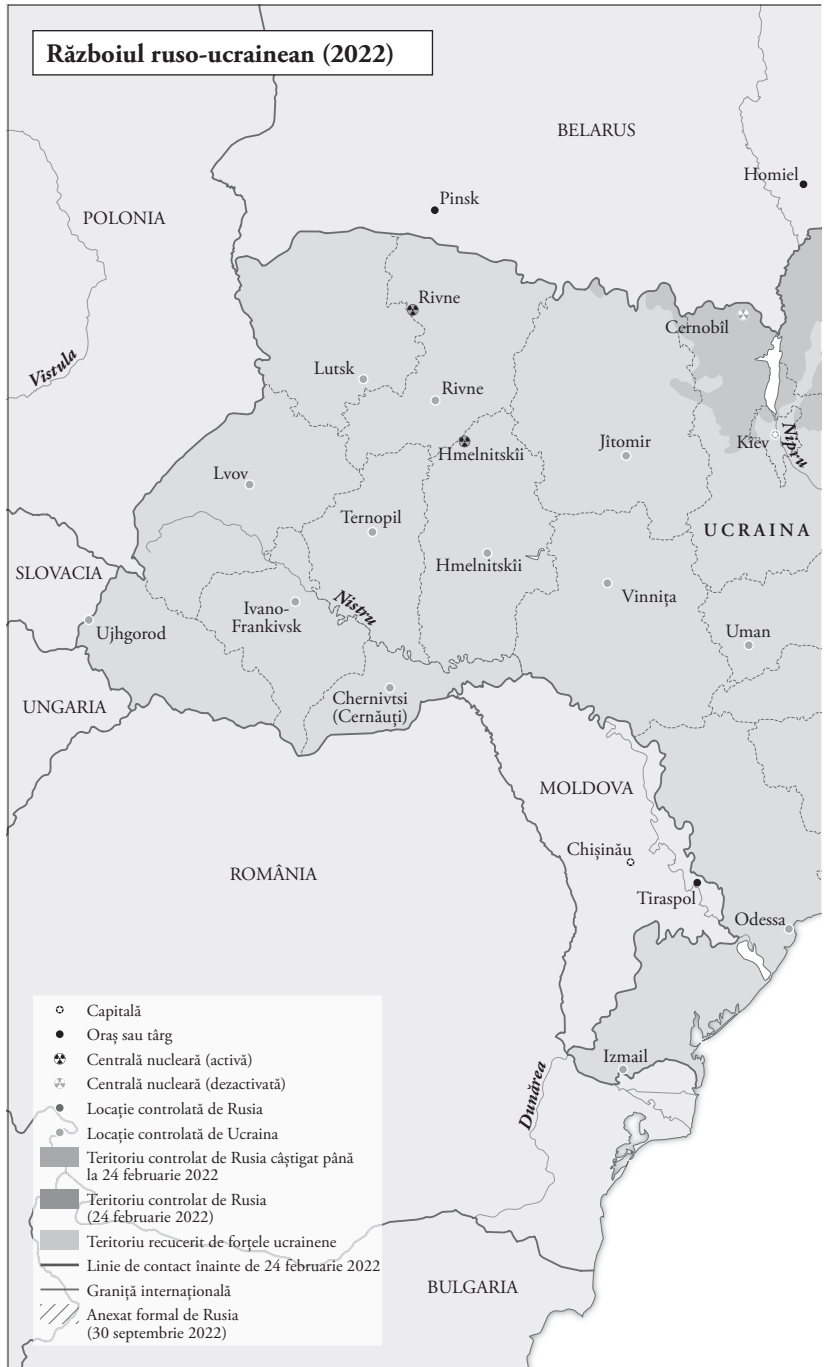 Războiul ruso-ucrainean (2022)
BELARUS
Homiel
Pinsk
POLONIA
Rivne
Cernobîl
Vistula
Lutsk
Rivne
Kiev
Nipru
Hmelnițkii
Jîtomir
Lvov
Ternopil
UCRAINA
SLOVACIA
Hmelnițkii
Vinnița
Nistru
Ivano-
Frankivsk
Ujhgorod
Uman
UNGARIA
Chernivtsi
(Cernăuți)
MOLDOVA
Chișinău
ROMÂNIA
Tiraspol
Odessa
Izmail
Dunărea
BULGARIA
Capitală
Oraș sau târg
Centrală nucleară (activă)
Centrală nucleară (dezactivată)
Locație controlată de Rusia
Locație controlată de Ucraina
Teritoriu controlat de Rusia câștigat până
la 24 februarie 2022
Teritoriu controlat de Rusia
(24 februarie 2022)
Teritoriu recucerit de forțele ucrainene
Linie de contact înainte de 24 februarie 2022
Graniță internațională
Anexat formal de Rusia
(30 septembrie 2022)